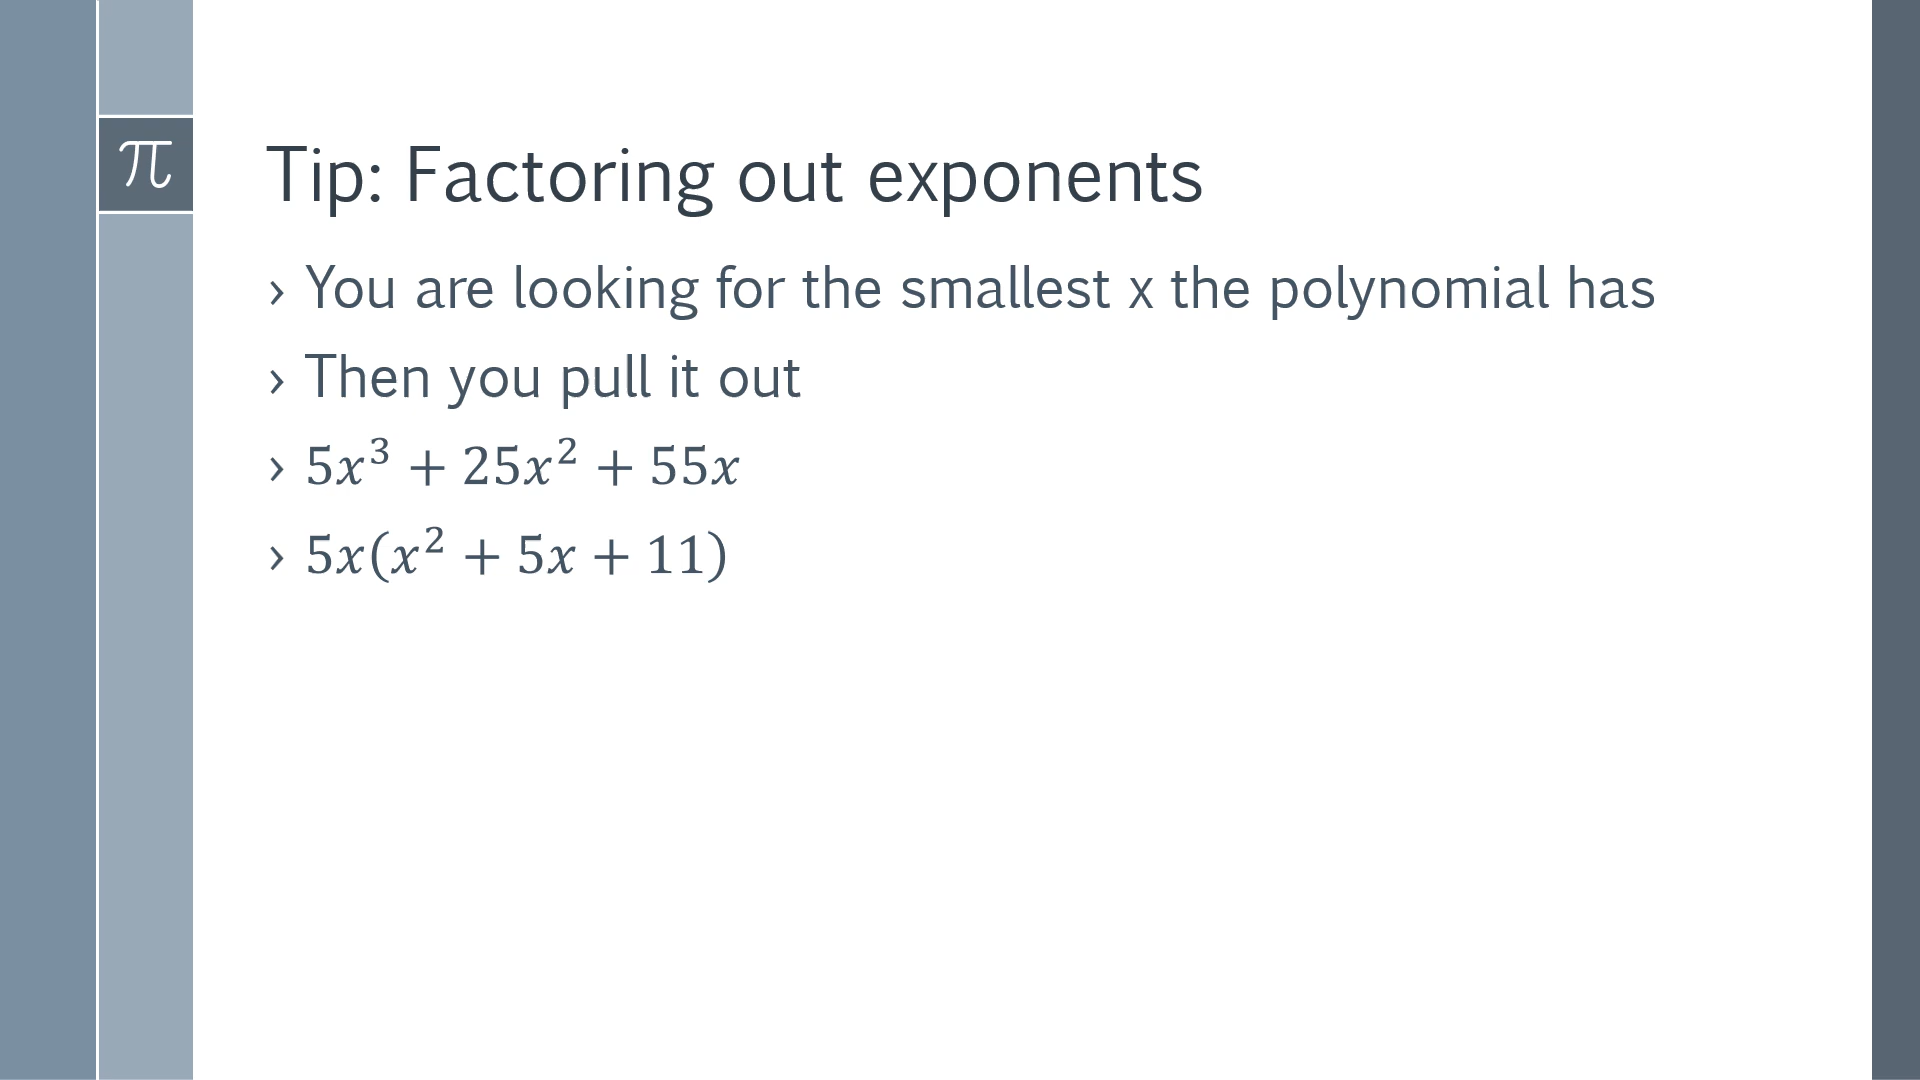 π
Tip: Factoring out exponents
› You are looking for the smallest x the polynomial has
› Then you pull it out
› 5x³ + 25x² + 55x
› 5x(x² + 5x + 11)